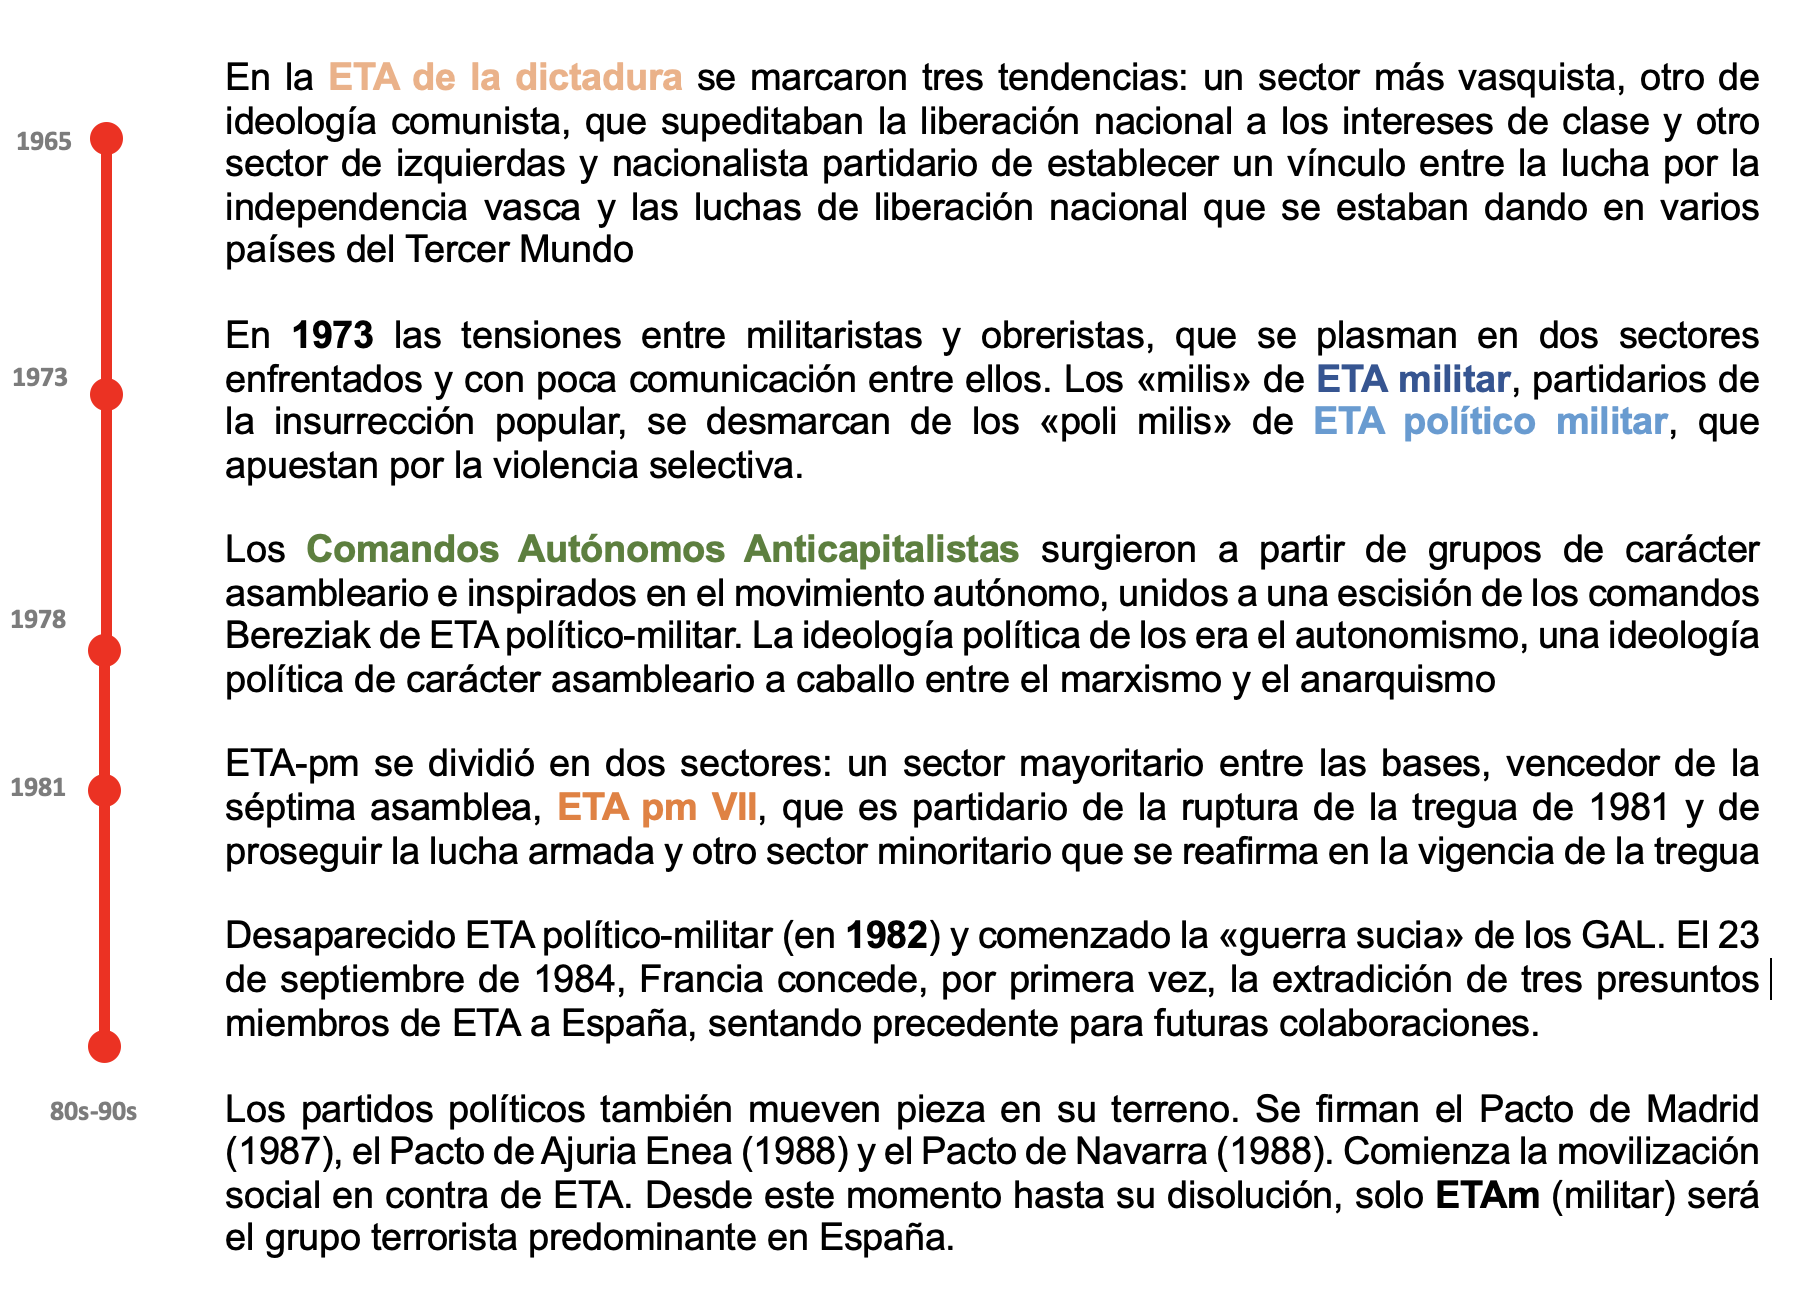 En la ETA de la dictadura se marcaron tres tendencias: un sector más vasquista, otro de
1965
ideología comunista, que supeditaban la liberación nacional a los intereses de clase y otro
sector de izquierdas y nacionalista partidario de establecer un vínculo entre la lucha por la
independencia vasca y las luchas de liberación nacional que se estaban dando en varios
países del Tercer Mundo
En 1973 las tensiones entre militaristas y obreristas, que se plasman en dos sectores
1973
enfrentados y con poca comunicación entre ellos. Los «milis» de ETA militar, partidarios de
la insurrección popular, se desmarcan de los «poli milis» de ETA político militar, que
apuestan por la violencia selectiva.
Los Comandos Autónomos Anticapitalistas surgieron a partir de grupos de carácter
asambleario e inspirados en el movimiento autónomo, unidos a una escisión de los comandos
1978
Bereziak de ETA político-militar. La ideología política de los era el autonomismo, una ideología
política de carácter asambleario a caballo entre el marxismo y el anarquismo
ETA-pm se dividió en dos sectores: un sector mayoritario entre las bases, vencedor de la
1981
séptima asamblea, ETA pm VII, que es partidario de la ruptura de la tregua de 1981 y de
proseguir la lucha armada y otro sector minoritario que se reafirma en la vigencia de la tregua
Desaparecido ETA político-militar (en 1982) y comenzado la «guerra sucia» de los GAL. El 23
de septiembre de 1984, Francia concede, por primera vez, la extradición de tres presuntos
miembros de ETA a España, sentando precedente para futuras colaboraciones.
80s-90s
Los partidos políticos también mueven pieza en su terreno. Se firman el Pacto de Madrid
(1987), el Pacto de Ajuria Enea (1988) y el Pacto de Navarra (1988). Comienza la movilización
social en contra de ETA. Desde este momento hasta su disolución, solo ETAm (militar) será
el grupo terrorista predominante en España.